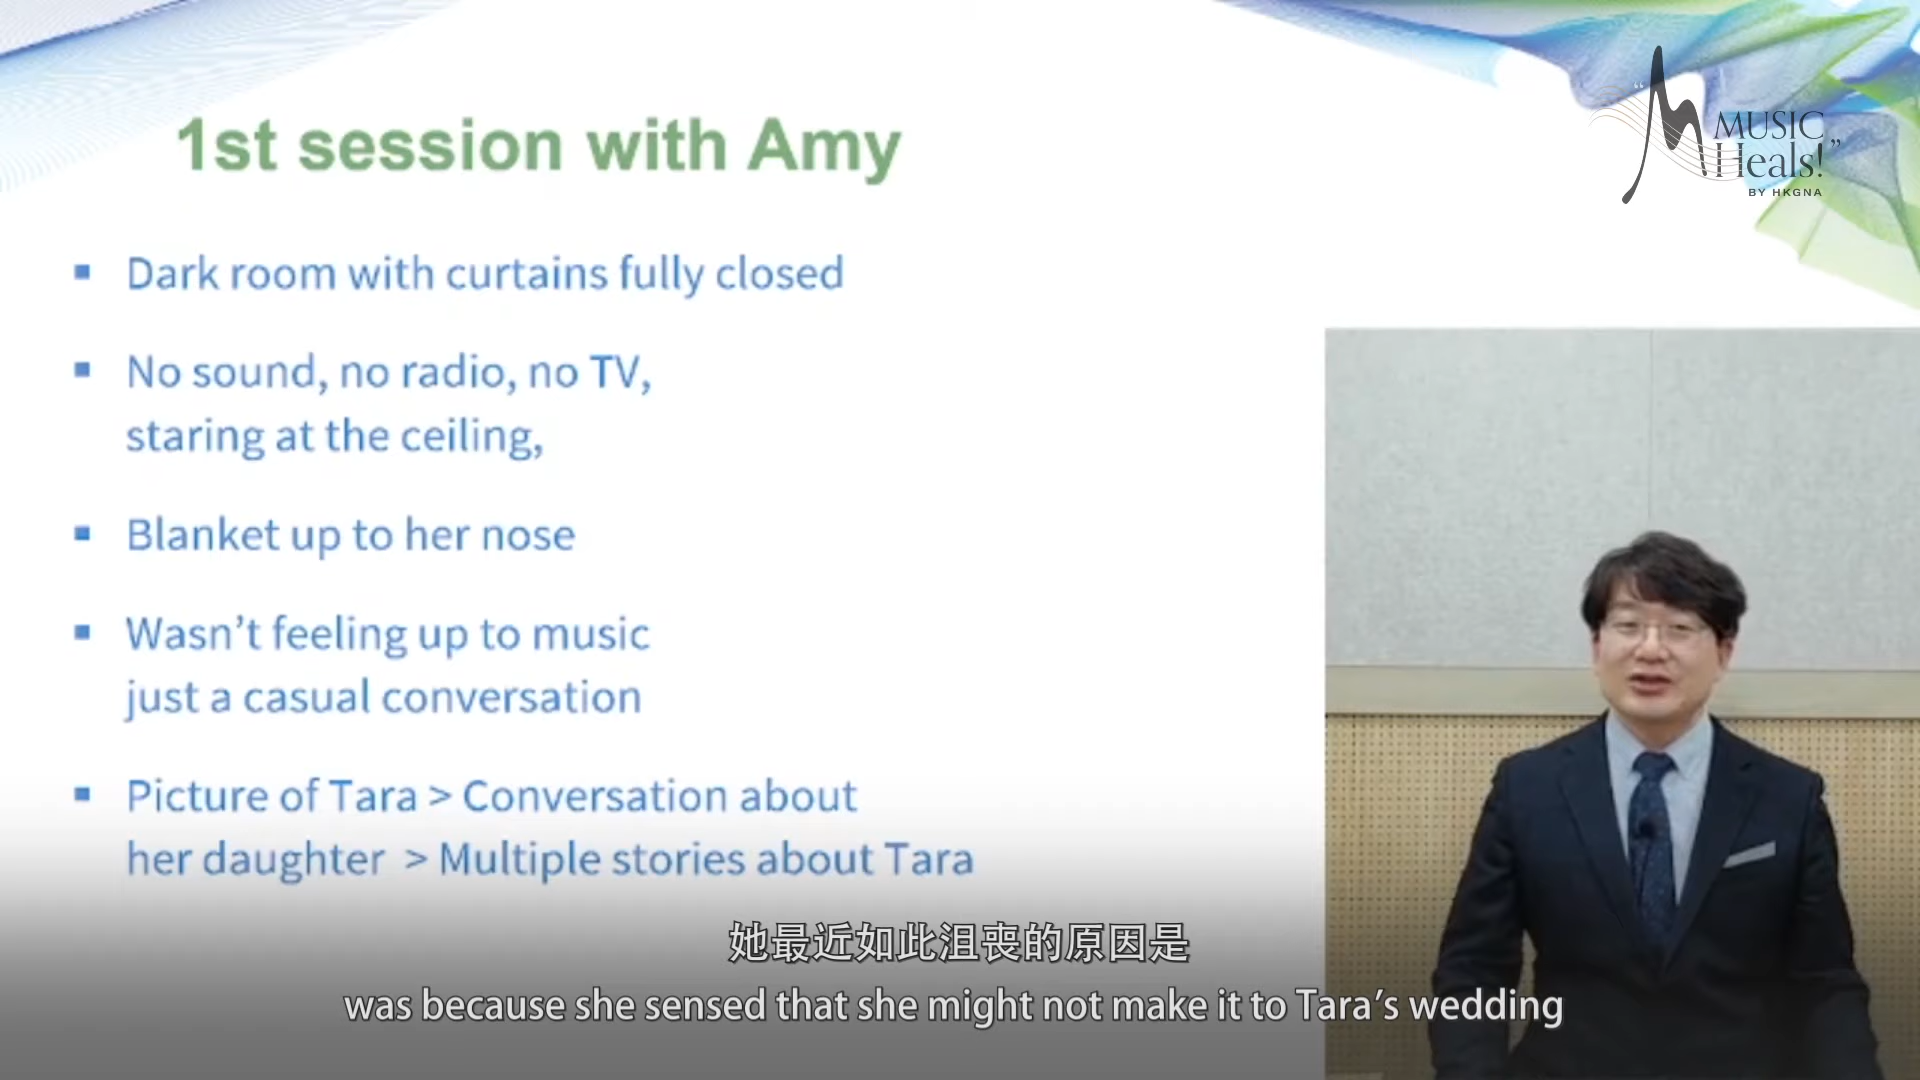 MUSIC
Heals!”
BY HKGNA
1st session with Amy
▪ Dark room with curtains fully closed
▪ No sound, no radio, no TV,
staring at the ceiling,
▪ Blanket up to her nose
▪ Wasn’t feeling up to music
just a casual conversation
▪ Picture of Tara > Conversation about
her daughter > Multiple stories about Tara
她最近如此沮丧的原因是
was because she sensed that she might not make it to Tara’s wedding